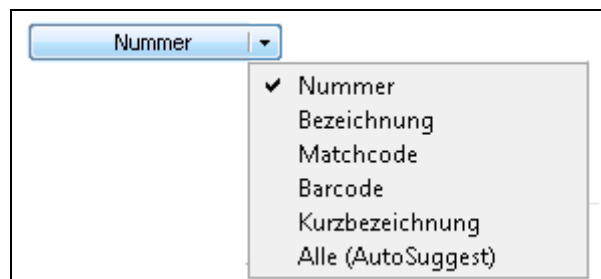 Nummer
Nummer
Bezeichnung
Matchcode
Barcode
Kurzbezeichnung
Alle (AutoSuggest)